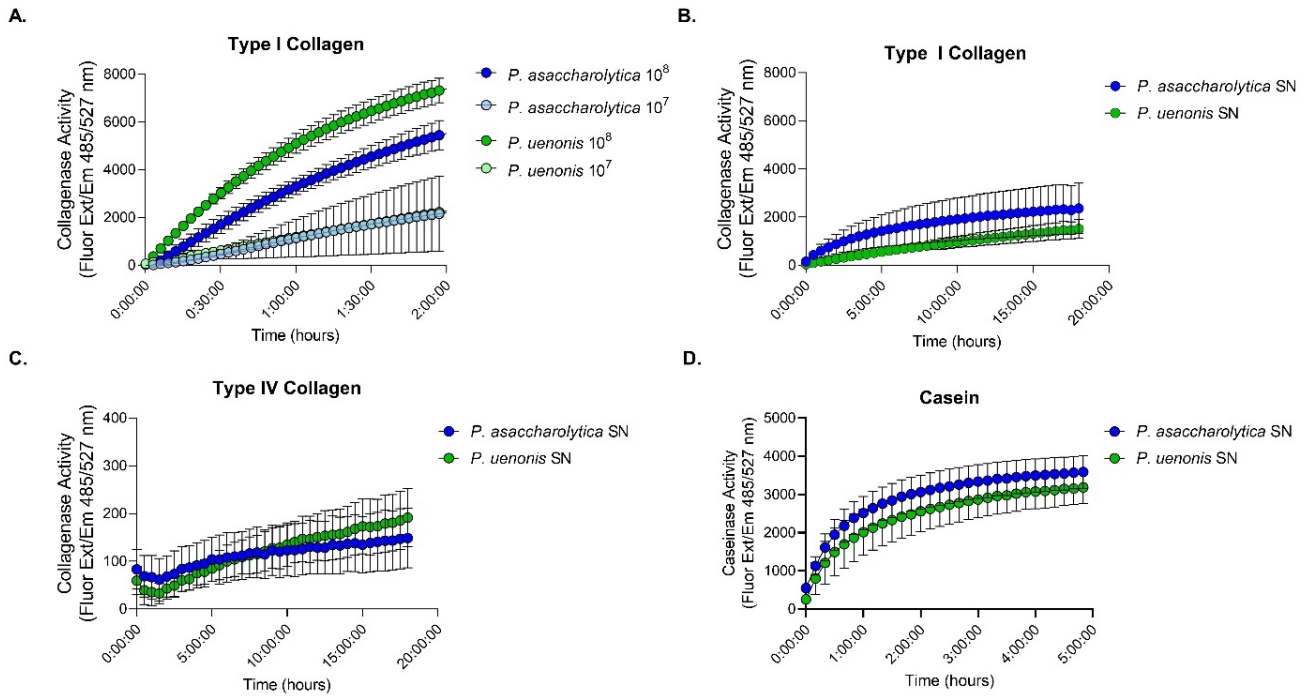 A.
Type I Collagen
Collagenase Activity
(Fluor Ext/Em 485/527 nm)
8000
6000
4000
2000
0
0:00:00
0:30:00
1:00:00
1:30:00
2:00:00
Time (hours)
P. asaccharolytica 10⁸
P. asaccharolytica 10⁷
P. uenonis 10⁸
P. uenonis 10⁷
B.
Type I Collagen
Collagenase Activity
(Fluor Ext/Em 485/527 nm)
8000
6000
4000
2000
0
0:00:00
5:00:00
10:00:00
15:00:00
20:00:00
Time (hours)
P. asaccharolytica SN
P. uenonis SN
C.
Type IV Collagen
Collagenase Activity
(Fluor Ext/Em 485/527 nm)
400
300
200
100
0
0:00:00
5:00:00
10:00:00
15:00:00
20:00:00
Time (hours)
P. asaccharolytica SN
P. uenonis SN
D.
Casein
Caseinase Activity
(Fluor Ext/Em 485/527 nm)
5000
4000
3000
2000
1000
0
0:00:00
1:00:00
2:00:00
3:00:00
4:00:00
5:00:00
Time (hours)
P. asaccharolytica SN
P. uenonis SN